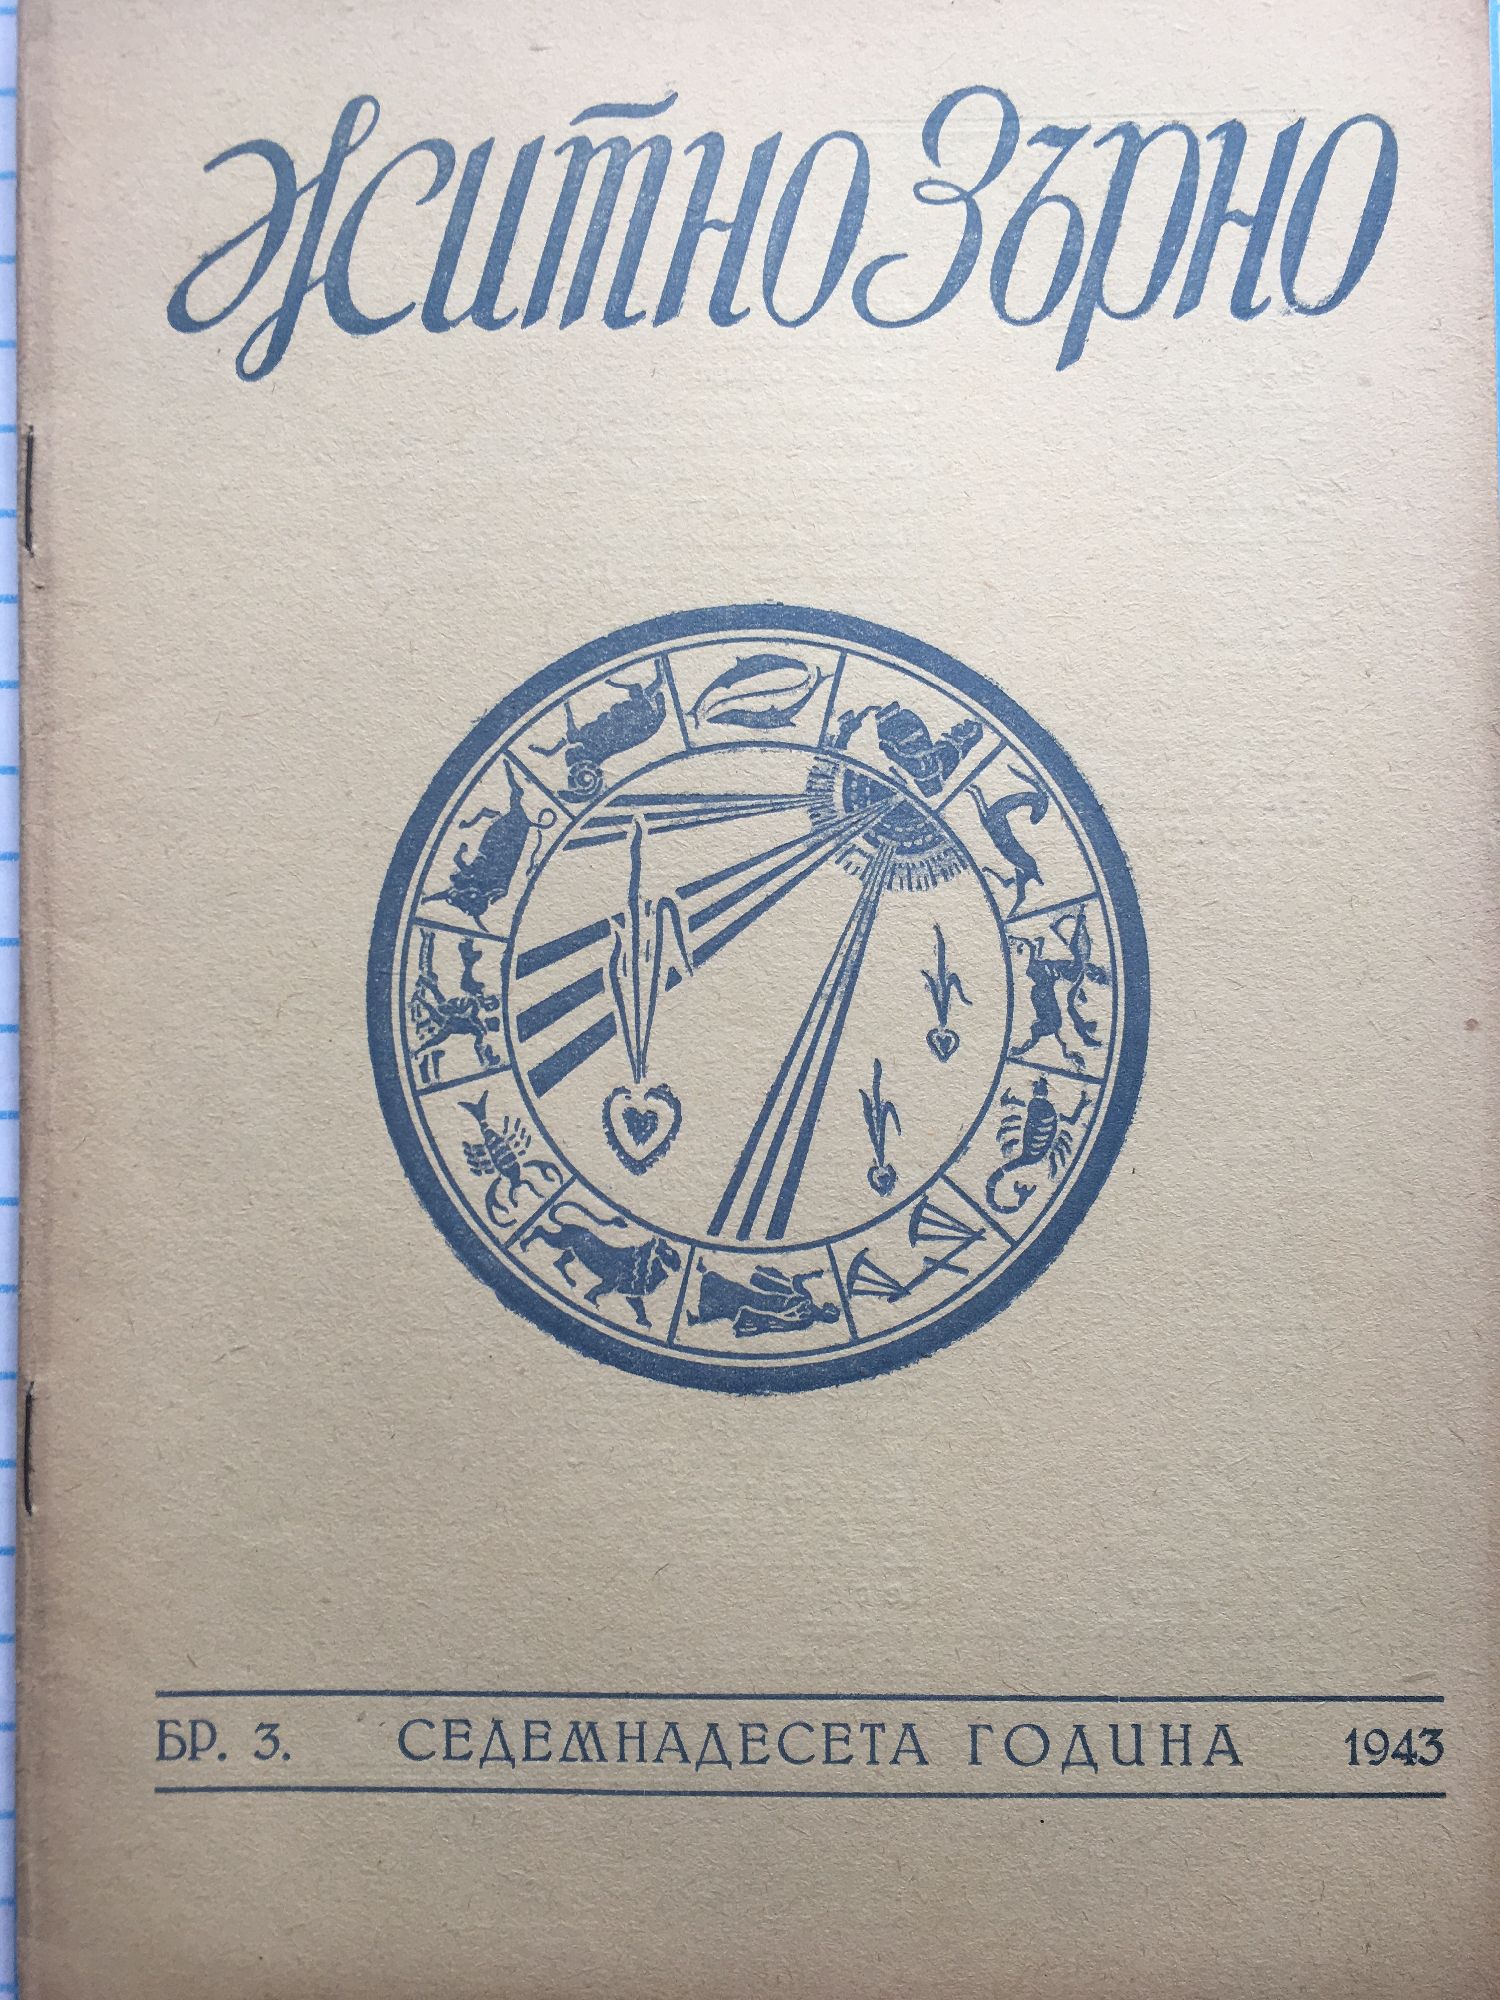 Житно Зърно
БР. 3. СЕДЕМНАДЕСЕТА ГОДИНА 1943